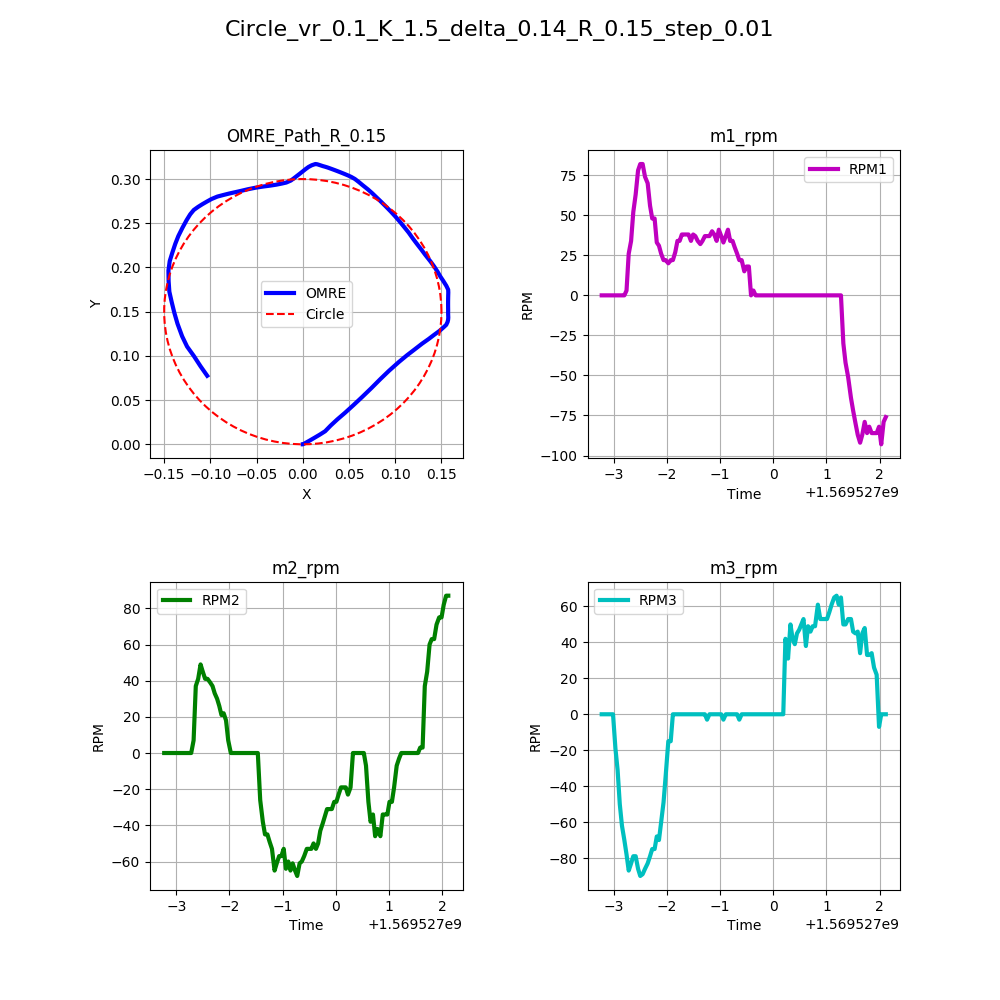 Circle_vr_0.1_K_1.5_delta_0.14_R_0.15_step_0.01
OMRE_Path_R_0.15
Y
0.30
0.25
0.20
0.15
0.10
0.05
0.00
OMRE
Circle
−0.15 −0.10 −0.05 0.00 0.05 0.10 0.15
X
m1_rpm
RPM
75
50
25
0
−25
−50
−75
−100
RPM1
−3 −2 −1 0 1 2
Time +1.569527e9
m2_rpm
RPM
80
60
40
20
0
−20
−40
−60
RPM2
−3 −2 −1 0 1 2
Time +1.569527e9
m3_rpm
RPM
60
40
20
0
−20
−40
−60
−80
RPM3
−3 −2 −1 0 1 2
Time +1.569527e9